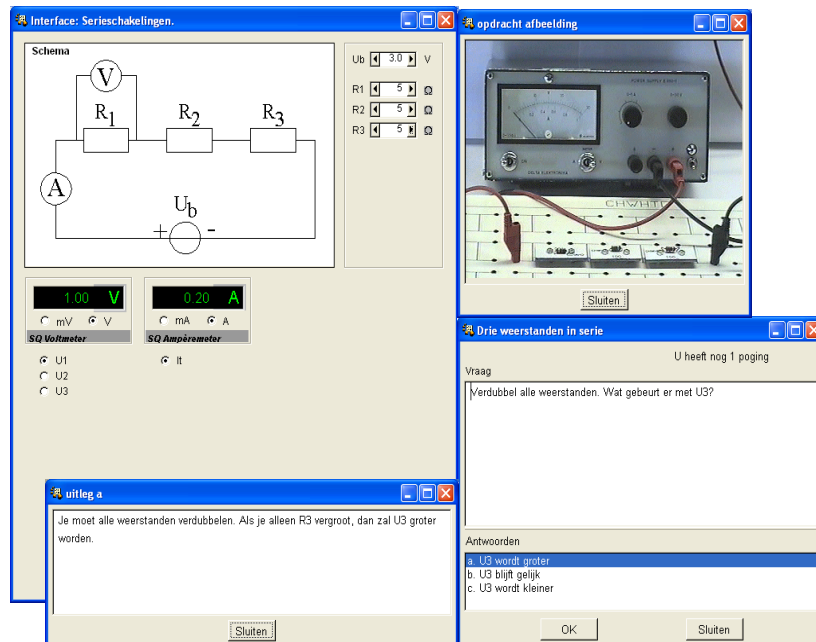 Interface: Serieschakelingen.
Schema
V
R1 R2 R3
A
Ub
+ -
Ub 3.0 V
R1 5 Ω
R2 5 Ω
R3 5 Ω
1.00 V
mV V
SQ Voltmeter
U1
U2
U3
0.20 A
mA A
SQ Ampèremeter
It
opdracht afbeelding
CHWHTL
Sluiten
Drie weerstanden in serie
U heeft nog 1 poging
Vraag
Verdubbel alle weerstanden. Wat gebeurt er met U3?
Antwoorden
a. U3 wordt groter
b. U3 blijft gelijk
c. U3 wordt kleiner
OK Sluiten
uitleg a
Je moet alle weerstanden verdubbelen. Als je alleen R3 vergroot, dan zal U3 groter
worden.
Sluiten